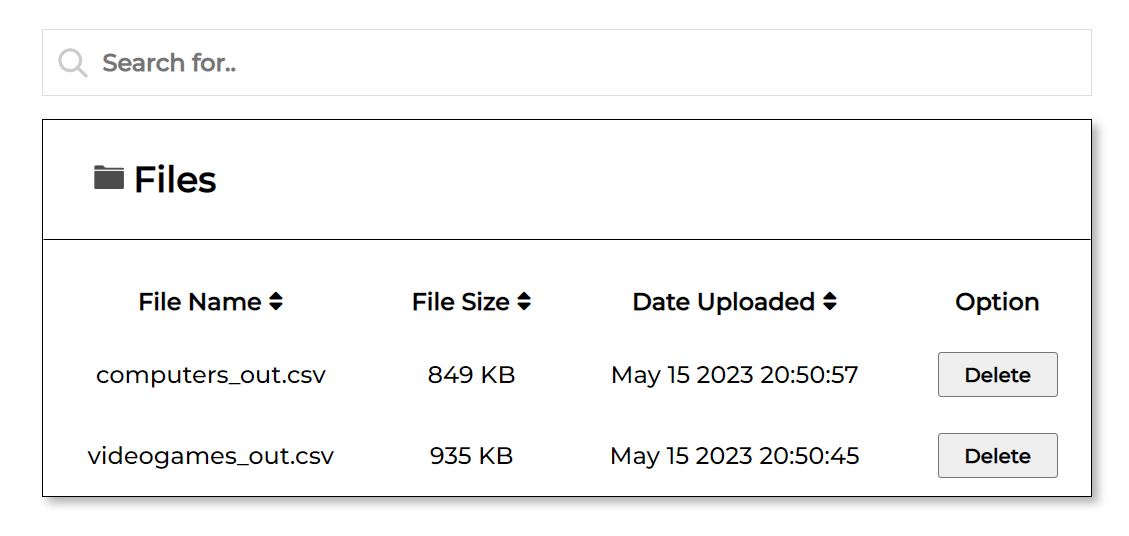 Search for..
Files
File Name File Size Date Uploaded Option
computers_out.csv 849 KB May 15 2023 20:50:57 Delete
videogames_out.csv 935 KB May 15 2023 20:50:45 Delete